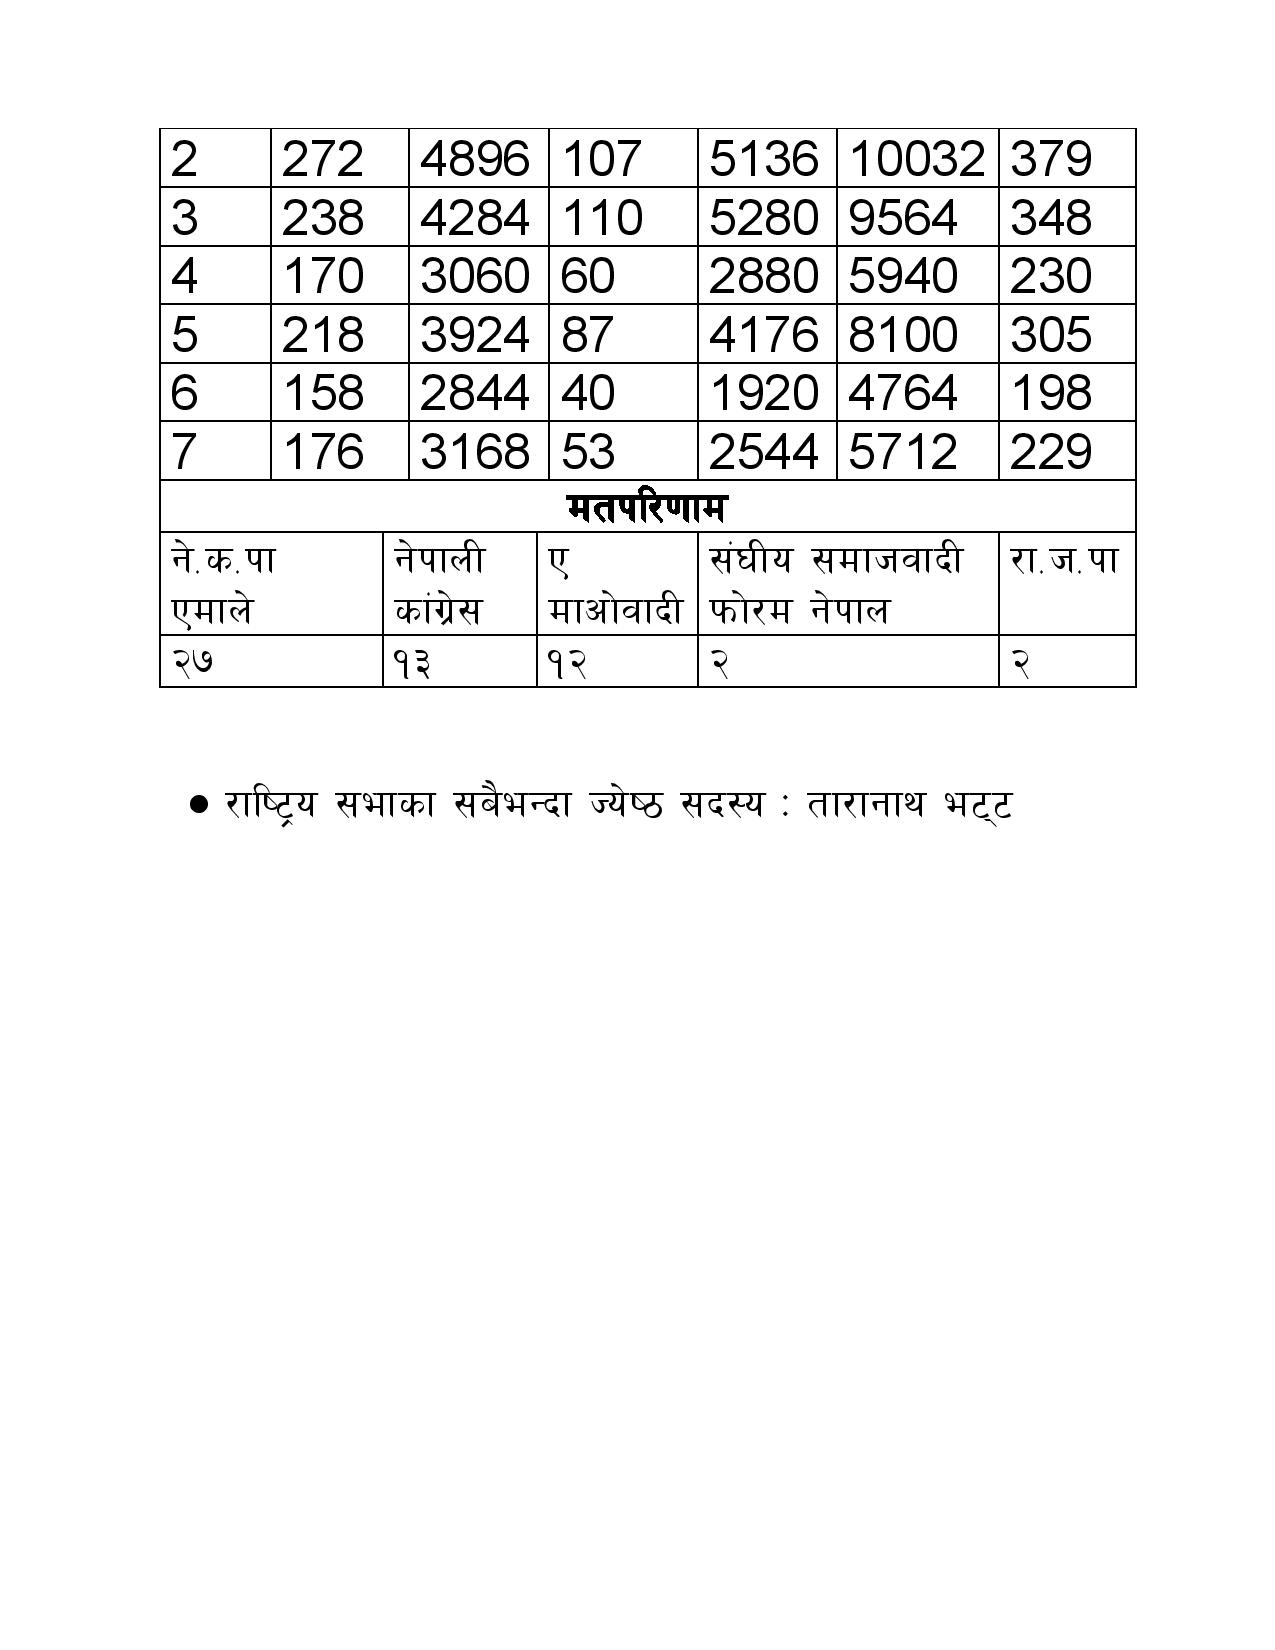 2 272 4896 107 5136 10032 379
3 238 4284 110 5280 9564 348
4 170 3060 60 2880 5940 230
5 218 3924 87 4176 8100 305
6 158 2844 40 1920 4764 198
7 176 3168 53 2544 5712 229
मतपरिणाम
ने.क.पा नेपाली ए संघीय समाजवादी रा.ज.पा
एमाले कांग्रेस माओवादी फोरम नेपाल
२७ १३ १२ २ २
● राष्ट्रिय सभाका सबैभन्दा ज्येष्ठ सदस्य : तारानाथ भट्ट